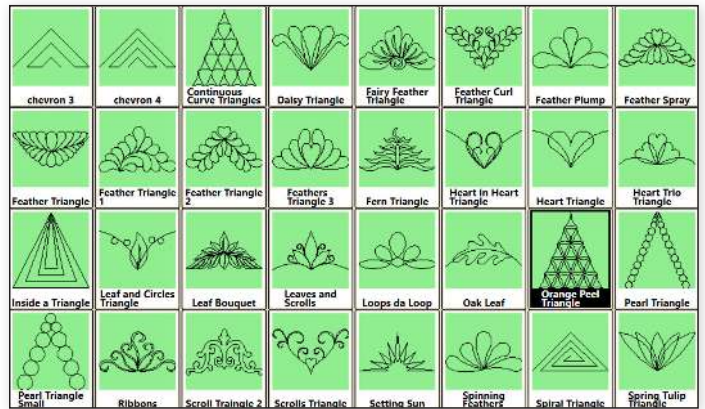 chevron 3
chevron 4
Continuous
Curve Triangles
Daisy Triangle
Fairy Feather
Triangle
Feather Curl
Triangle
Feather Plump
Feather Spray
Feather Triangle
Feather Triangle
1
Feather Triangle
2
Feathers
Triangle 3
Fern Triangle
Heart in Heart
Triangle
Heart Triangle
Heart Trio
Triangle
Inside a Triangle
Leaf and Circles
Triangle
Leaf Bouquet
Leaves and
Scrolls
Loops da Loop
Oak Leaf
Orange Peel
Triangle
Pearl Triangle
Pearl Triangle
Small
Ribbons
Scroll Traingle 2
Scrolls Triangle
Setting Sun
Spinning
Feathers
Spiral Triangle
Spring Tulip
Triangle